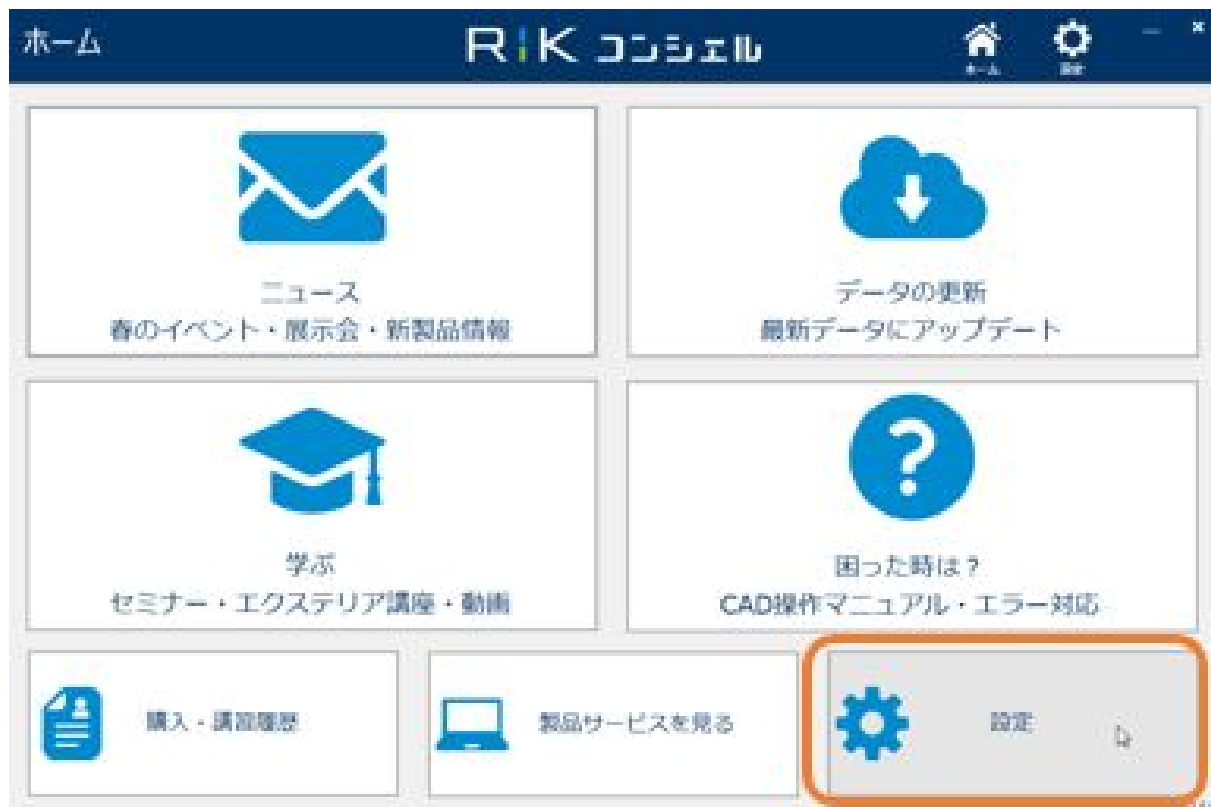 ホーム
RIK コンシェル
ホーム
設定
ニュース
春のイベント・展示会・新製品情報
データの更新
最新データにアップデート
学ぶ
セミナー・エクステリア講座・動画
?
困った時は？
CAD操作マニュアル・エラー対応
購入・講習履歴
製品サービスを見る
設定